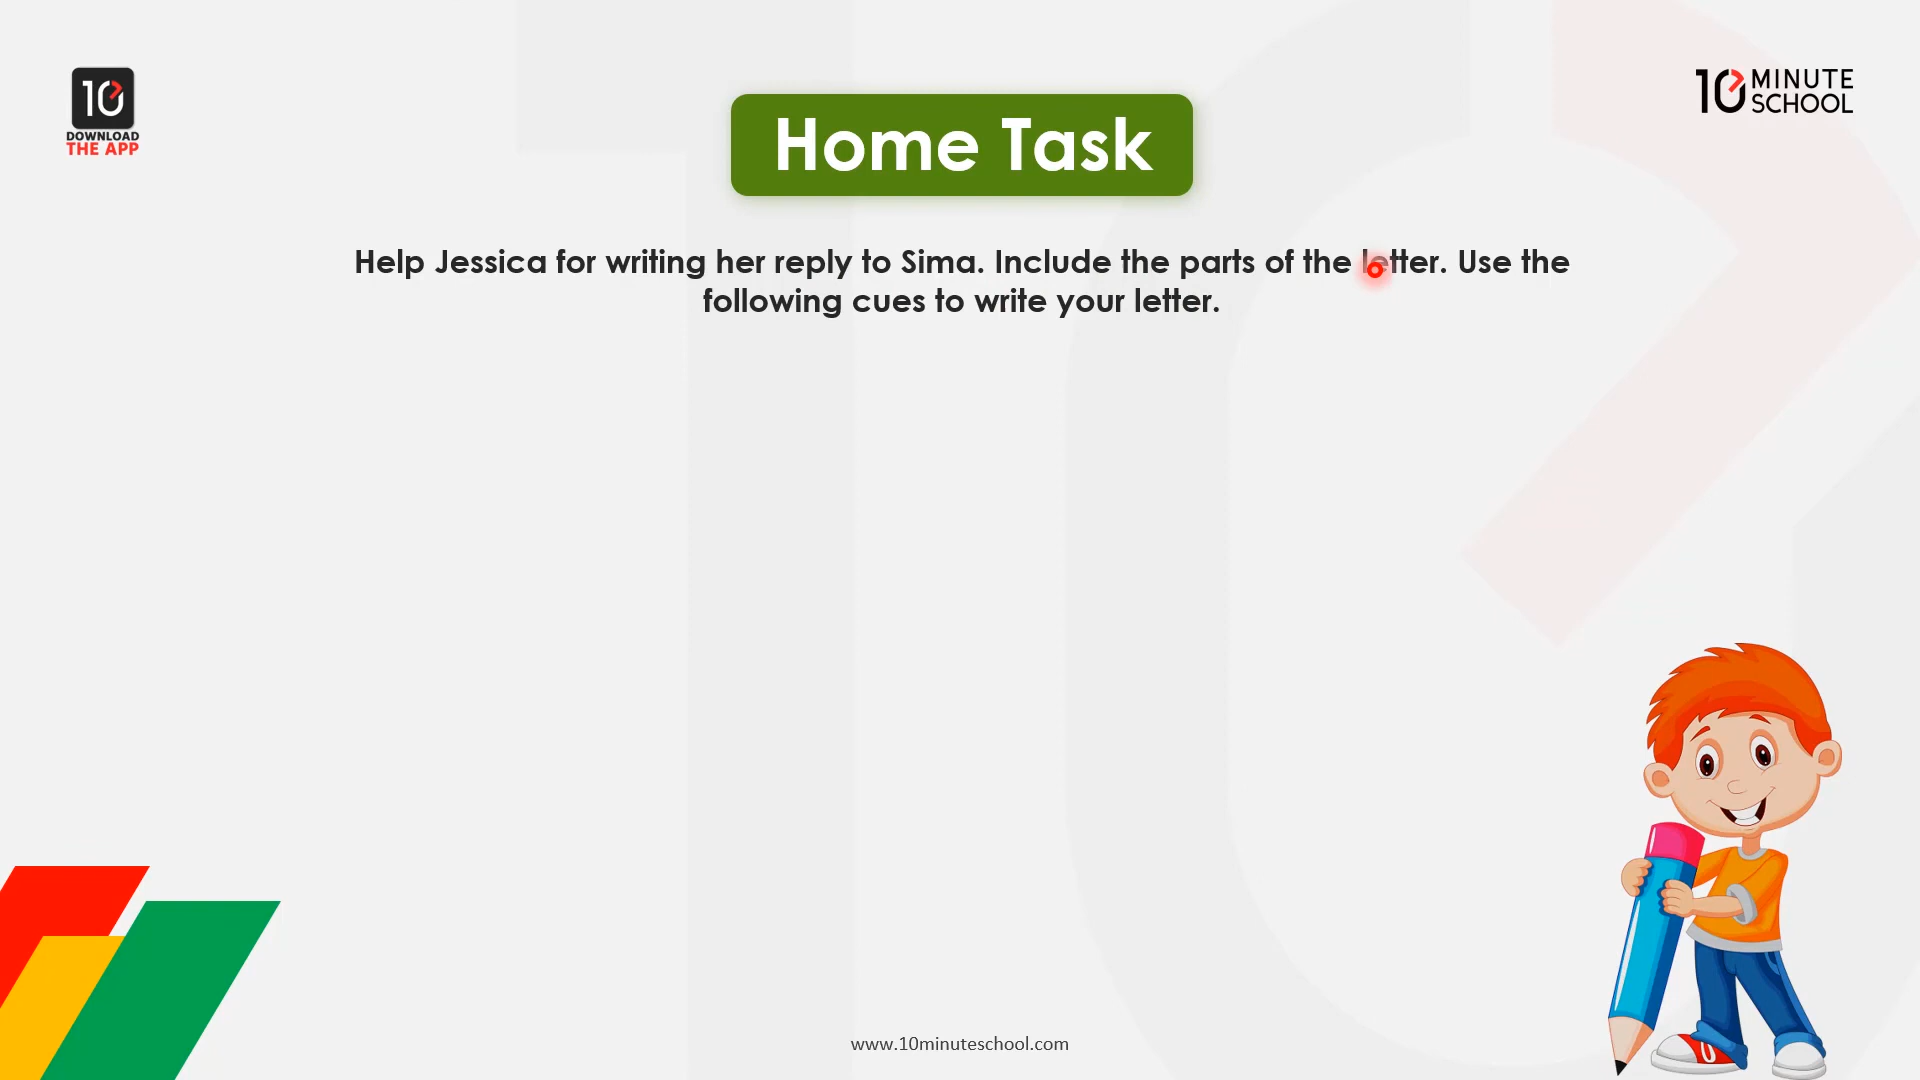 10
DOWNLOAD
THE APP
10 MINUTE
SCHOOL
Home Task
Help Jessica for writing her reply to Sima. Include the parts of the letter. Use the
following cues to write your letter.
www.10minuteschool.com